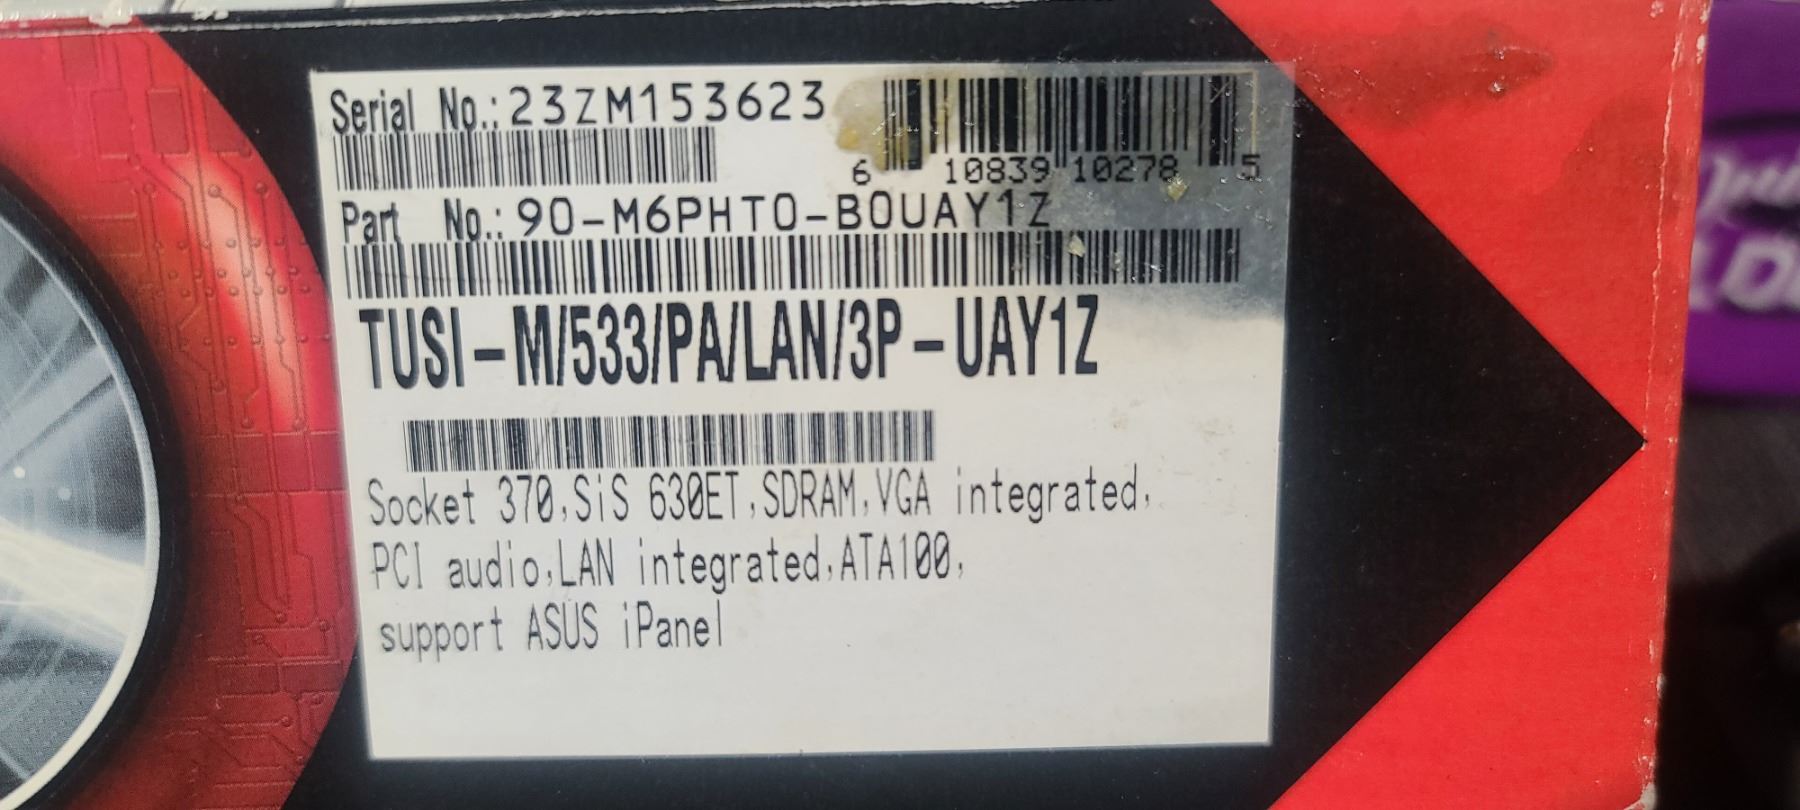 Serial No.:23ZM153623
6 10839 10278 5
Part No.:90-M6PHT0-B0UAY1Z
TUSI-M/533/PA/LAN/3P-UAY1Z
Socket 370,SiS 630ET,SDRAM,VGA integrated,
PCI audio,LAN integrated,ATA100,
support ASUS iPanel